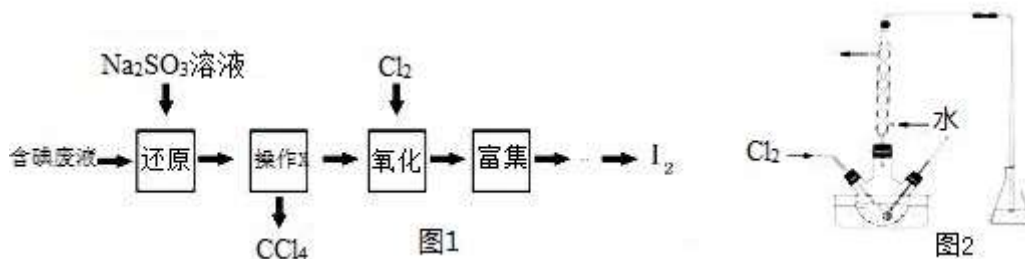 Na₂SO₃溶液
Cl₂
含碘废液
还原
操作X
氧化
富集
I₂
CCl₄
图1
水
Cl₂
图2